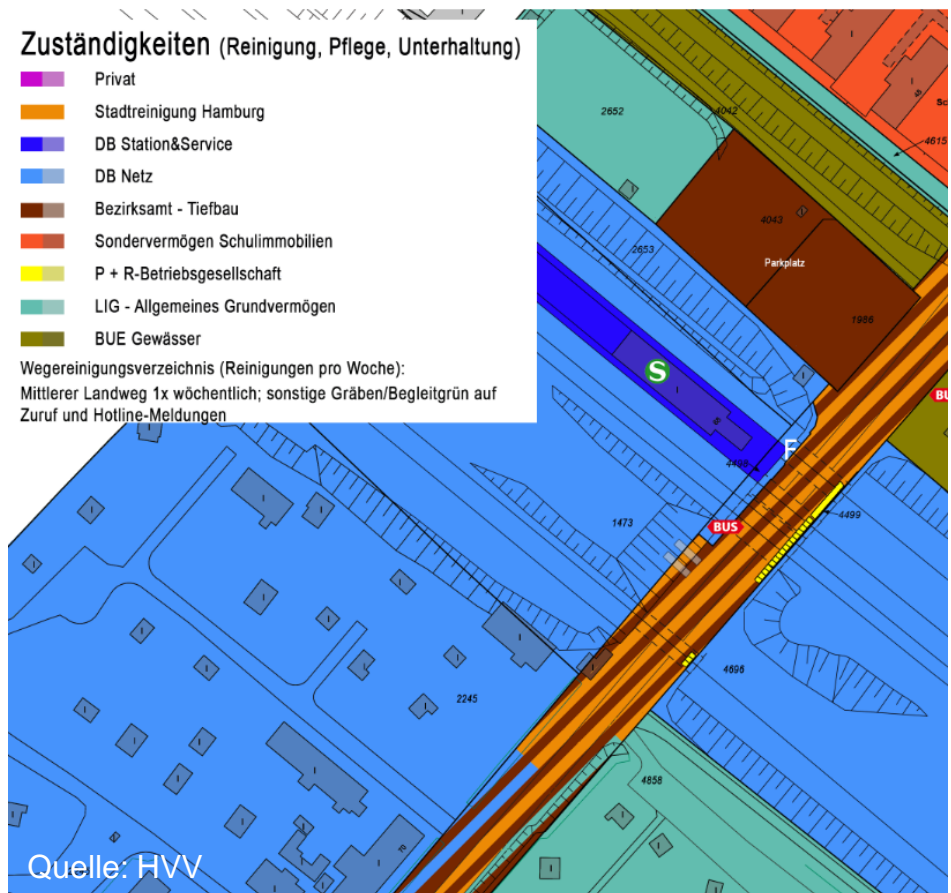 Zuständigkeiten (Reinigung, Pflege, Unterhaltung)
Privat
Stadtreinigung Hamburg
DB Station&Service
DB Netz
Bezirksamt - Tiefbau
Sondervermögen Schulimmobilien
P + R-Betriebsgesellschaft
LIG - Allgemeines Grundvermögen
BUE Gewässer
Wegereinigungsverzeichnis (Reinigungen pro Woche):
Mittlerer Landweg 1x wöchentlich; sonstige Gräben/Begleitgrün auf
Zuruf und Hotline-Meldungen
2652
4042
4615
4043
2653
Parkplatz
1986
S
BU
F
4498
1473
BUS
4499
4696
2245
4858
Quelle: HVV